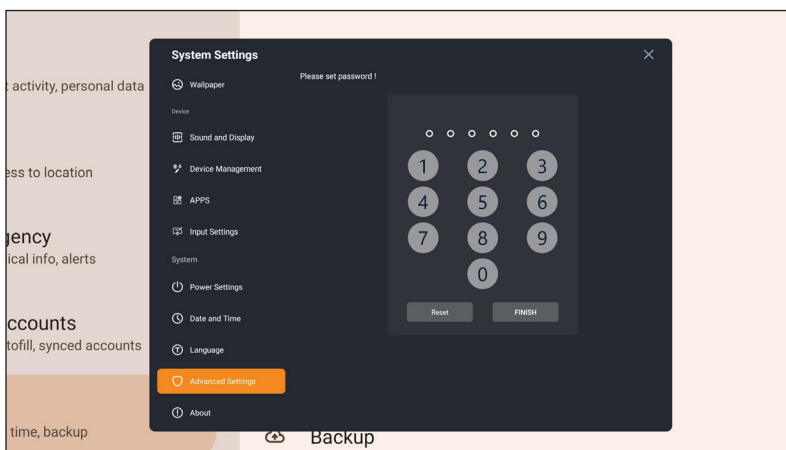 System Settings
Wallpaper
Please set password !
activity, personal data
Device
Sound and Display
Device Management
ess to location
APPS
Input Settings
gency
ical info, alerts
System
Power Settings
Date and Time
ccounts
tofill, synced accounts
Language
Advanced Settings
About
time, backup
Backup
1 2 3
4 5 6
7 8 9
0
Reset FINISH